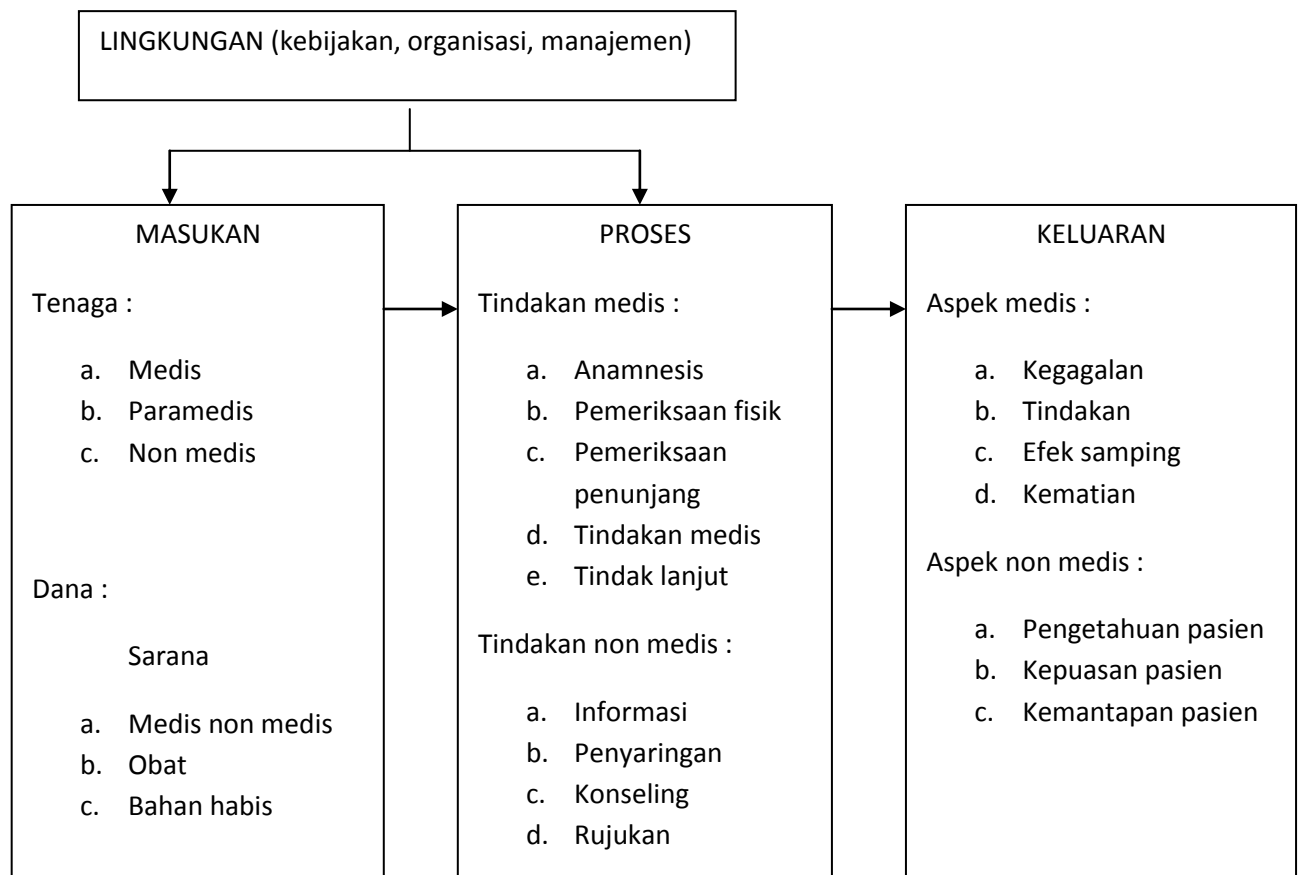 LINGKUNGAN (kebijakan, organisasi, manajemen)
MASUKAN
Tenaga :
a. Medis
b. Paramedis
c. Non medis
Dana :
Sarana
a. Medis non medis
b. Obat
c. Bahan habis
PROSES
Tindakan medis :
a. Anamnesis
b. Pemeriksaan fisik
c. Pemeriksaan
penunjang
d. Tindakan medis
e. Tindak lanjut
Tindakan non medis :
a. Informasi
b. Penyaringan
c. Konseling
d. Rujukan
KELUARAN
Aspek medis :
a. Kegagalan
b. Tindakan
c. Efek samping
d. Kematian
Aspek non medis :
a. Pengetahuan pasien
b. Kepuasan pasien
c. Kemantapan pasien